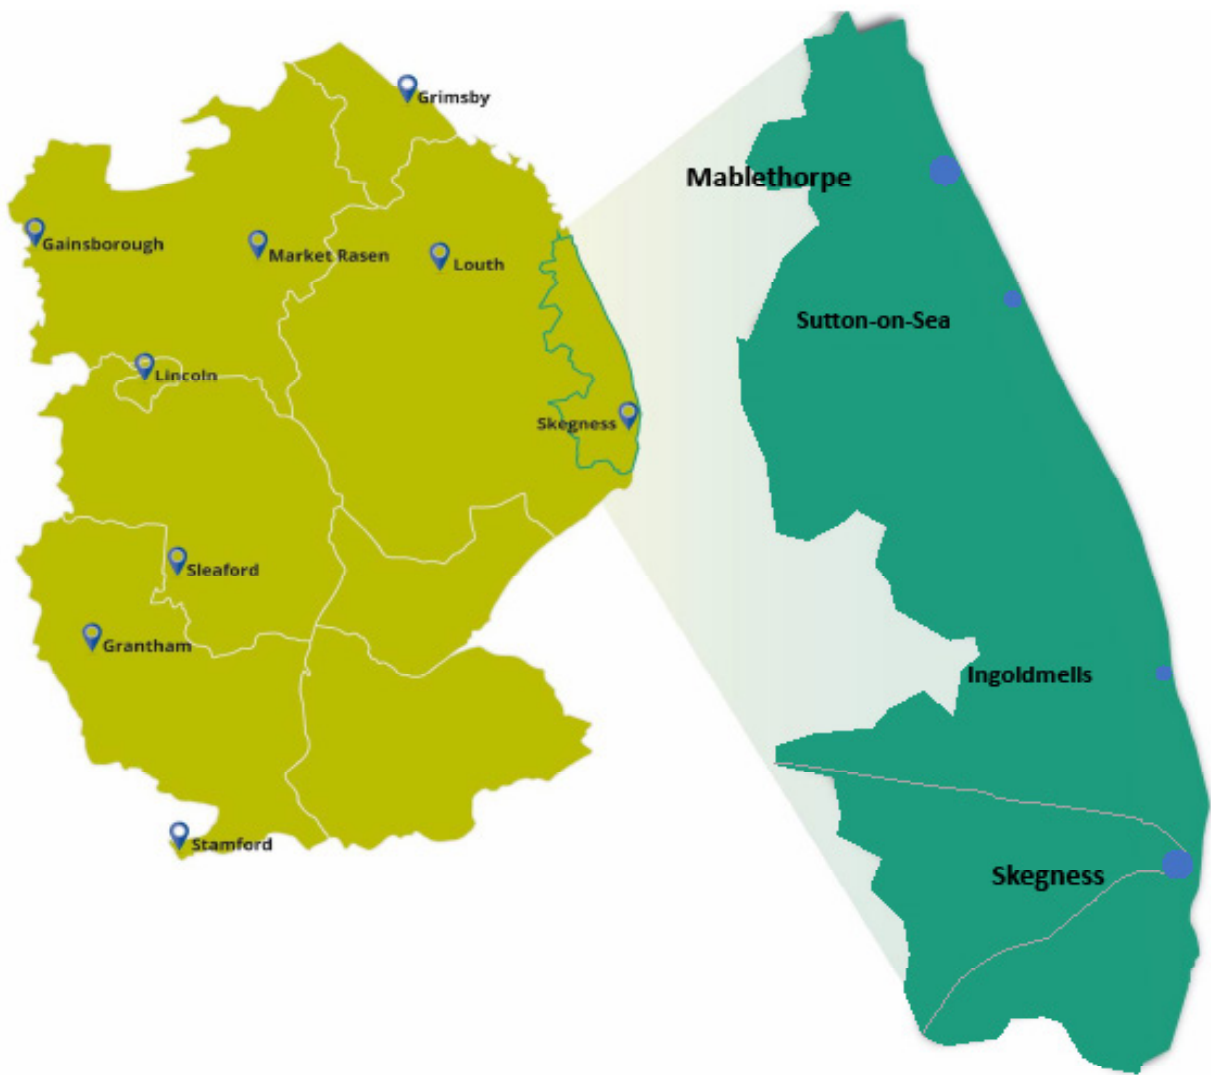 Grimsby
Mablethorpe
Gainsborough
Market Rasen
Louth
Sutton-on-Sea
Lincoln
Skegness
Sleaford
Grantham
Ingoldmells
Stamford
Skegness